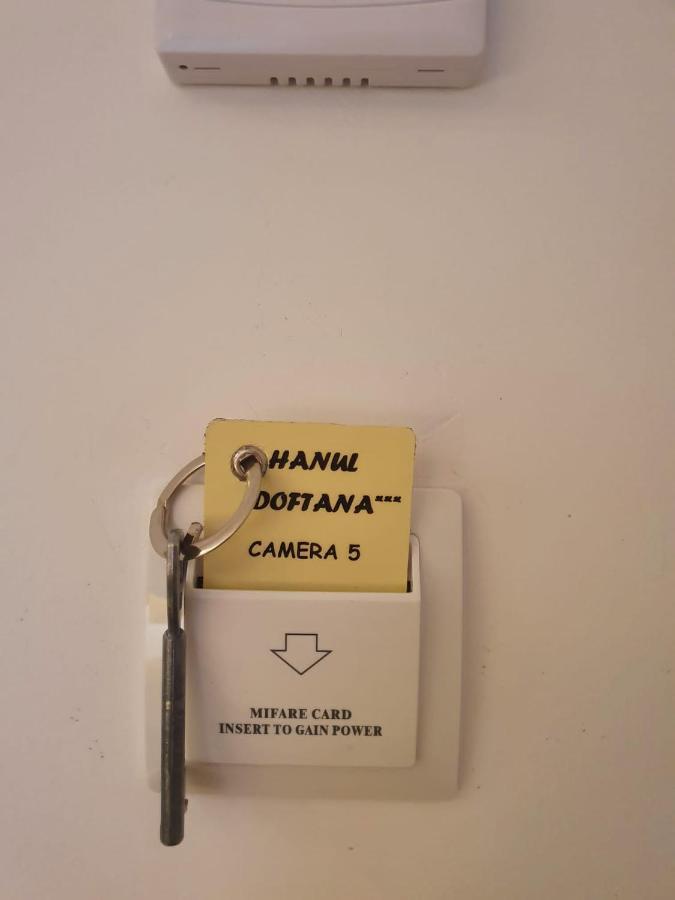 HANUL
DOFTANA***
CAMERA 5
MIFARE CARD
INSERT TO GAIN POWER